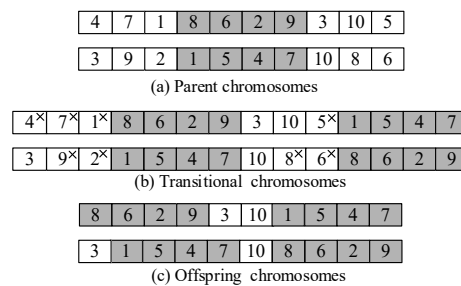 4 7 1 8 6 2 9 3 10 5
3 9 2 1 5 4 7 10 8 6
(a) Parent chromosomes
4× 7× 1× 8 6 2 9 3 10 5× 1 5 4 7
3 9× 2× 1 5 4 7 10 8× 6× 8 6 2 9
(b) Transitional chromosomes
8 6 2 9 3 10 1 5 4 7
3 1 5 4 7 10 8 6 2 9
(c) Offspring chromosomes